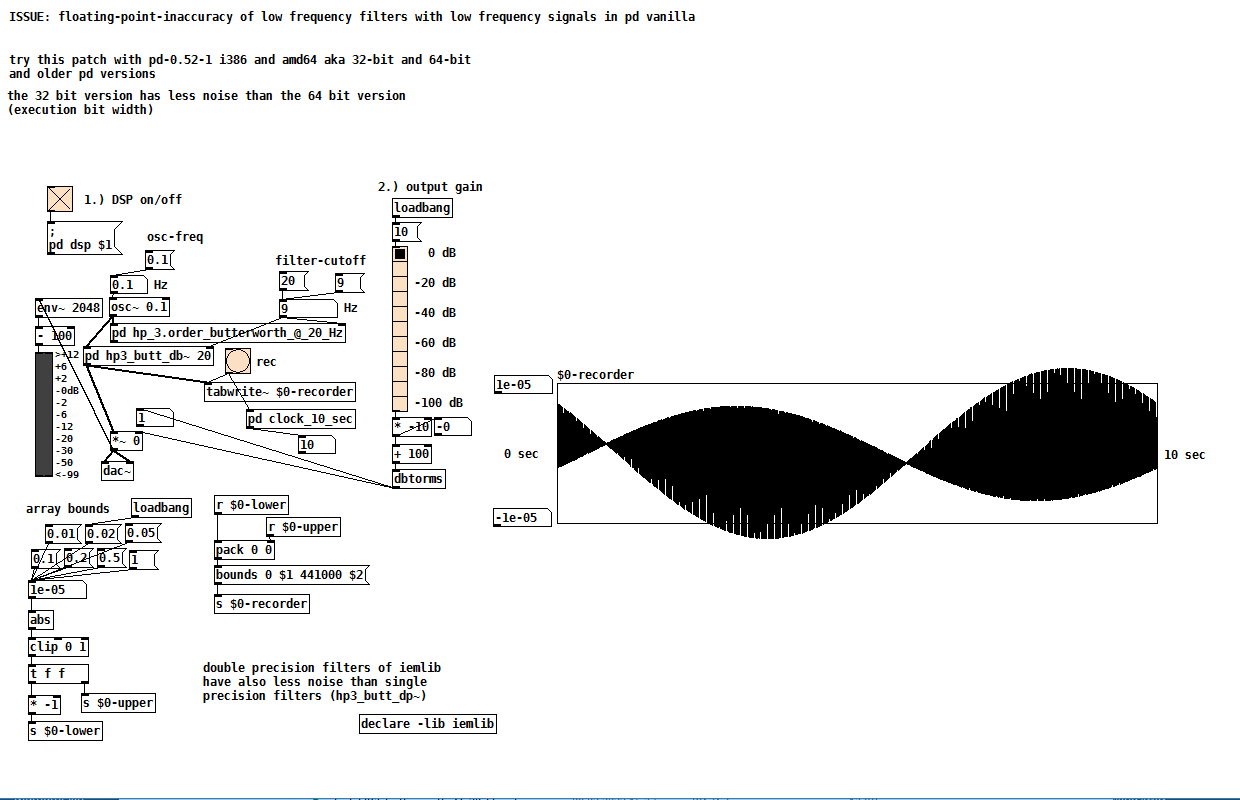 ISSUE: floating-point-inaccuracy of low frequency filters with low frequency signals in pd vanilla
try this patch with pd-0.52-1 i386 and amd64 aka 32-bit and 64-bit
and older pd versions
the 32 bit version has less noise than the 64 bit version
(execution bit width)
1.) DSP on/off
;
pd dsp $1
osc-freq
0.1
0.1 Hz
env~ 2048
osc~ 0.1
- 100
pd hp_3.order_butterworth_@_20_Hz
pd hp3_butt_db~ 20
filter-cutoff
20
9
9 Hz
rec
tabwrite~ $0-recorder
pd clock_10_sec
10
>+12
+6
+2
-0dB
-2
-6
-12
-20
-30
-50
<-99
1
*~ 0
dac~
2.) output gain
loadbang
10
0 dB
-20 dB
-40 dB
-60 dB
-80 dB
-100 dB
* -10
-0
+ 100
dbtorms
1e-05
$0-recorder
0 sec
10 sec
-1e-05
array bounds
loadbang
0.01
0.02
0.05
0.1
0.2
0.5
1
1e-05
abs
clip 0 1
t f f
* -1
s $0-upper
s $0-lower
r $0-lower
r $0-upper
pack 0 0
bounds 0 $1 441000 $2
s $0-recorder
double precision filters of iemlib
have also less noise than single
precision filters (hp3_butt_dp~)
declare -lib iemlib